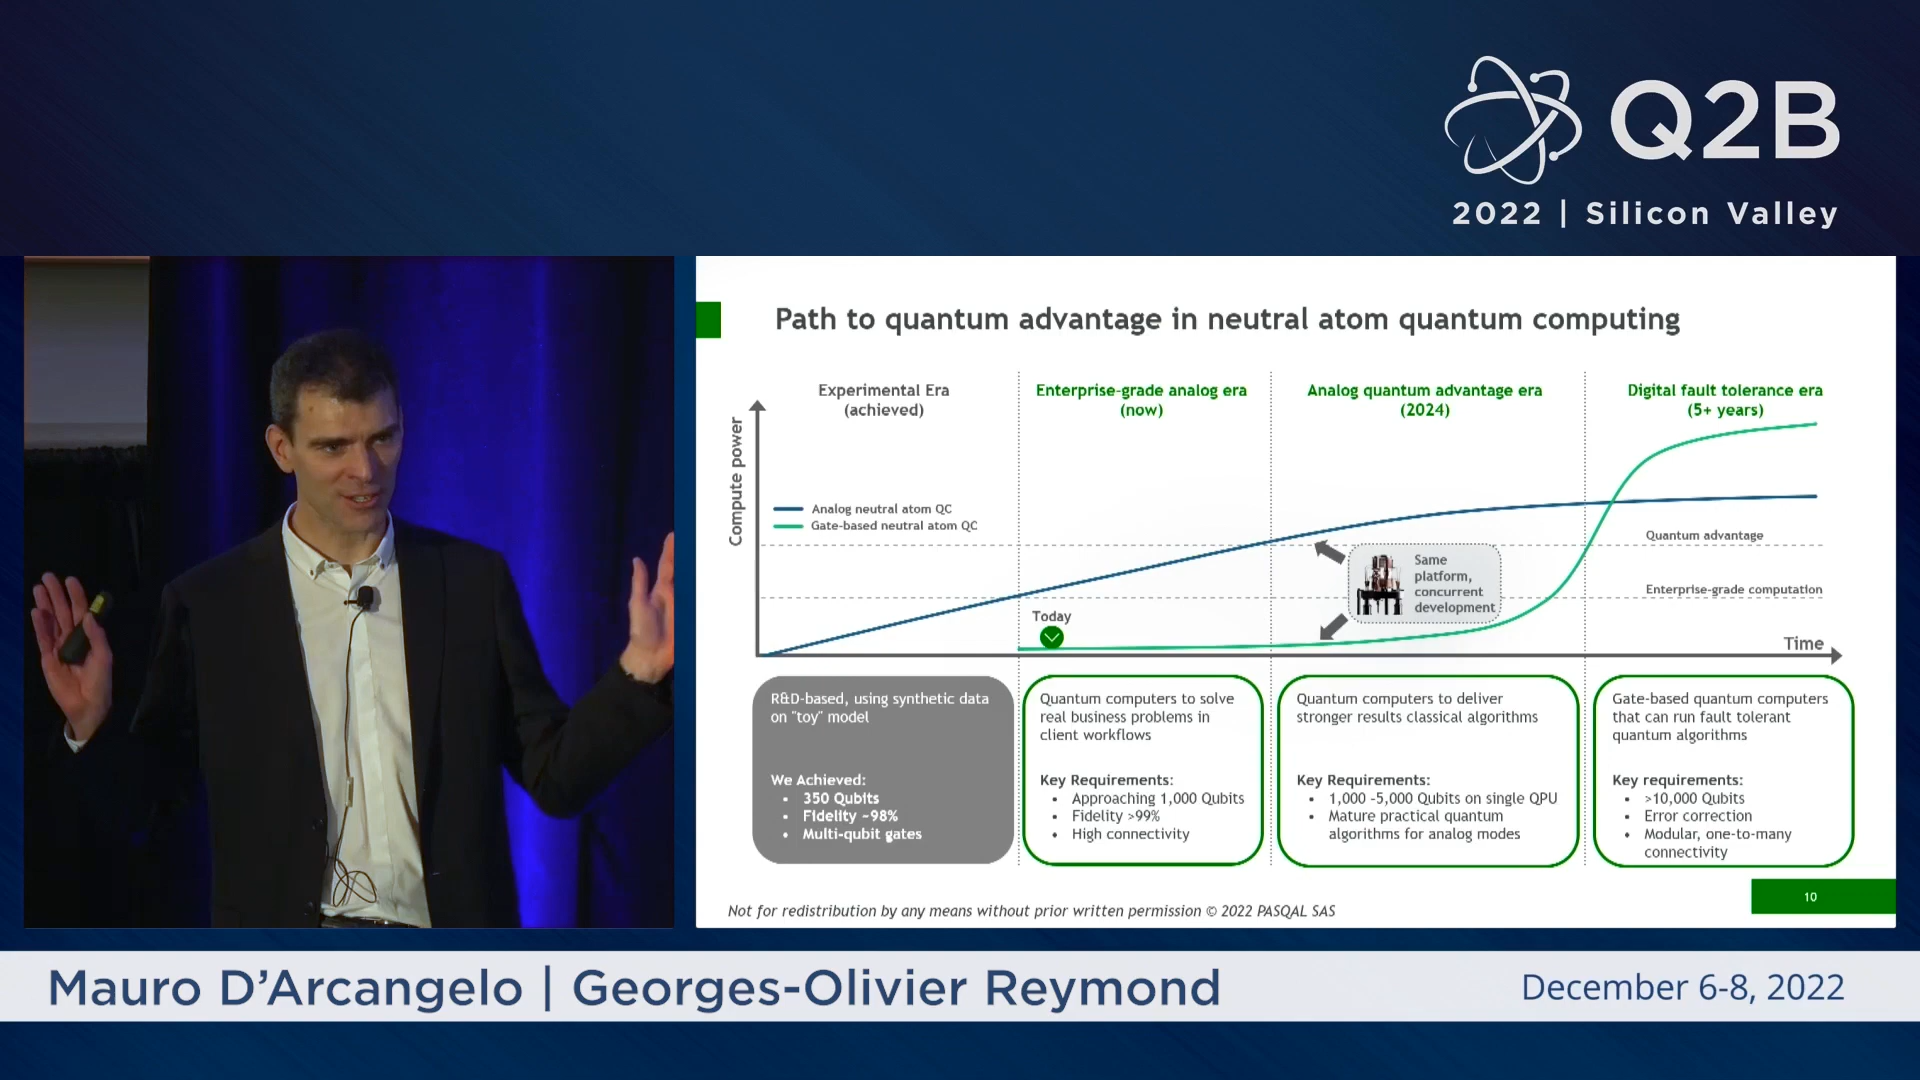 Q2B
2022 | Silicon Valley
Path to quantum advantage in neutral atom quantum computing
Experimental Era
(achieved)
Enterprise-grade analog era
(now)
Analog quantum advantage era
(2024)
Digital fault tolerance era
(5+ years)
Compute power
Analog neutral atom QC
Gate-based neutral atom QC
Quantum advantage
Same
platform,
concurrent
development
Enterprise-grade computation
Today
Time
R&D-based, using synthetic data
on "toy" model
We Achieved:
• 350 Qubits
• Fidelity ~98%
• Multi-qubit gates
Quantum computers to solve
real business problems in
client workflows
Key Requirements:
• Approaching 1,000 Qubits
• Fidelity >99%
• High connectivity
Quantum computers to deliver
stronger results classical algorithms
Key Requirements:
• 1,000 -5,000 Qubits on single QPU
• Mature practical quantum
algorithms for analog modes
Gate-based quantum computers
that can run fault tolerant
quantum algorithms
Key requirements:
• >10,000 Qubits
• Error correction
• Modular, one-to-many
connectivity
10
Not for redistribution by any means without prior written permission © 2022 PASQAL SAS
Mauro D’Arcangelo | Georges-Olivier Reymond
December 6-8, 2022